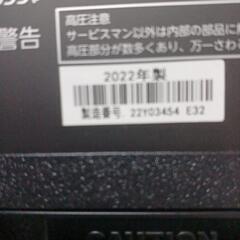 警告
高圧注意
サービスマン以外は内部の部品に
高圧部分が数多くあり、万一さわ
2022年製
製造番号 22Y03454 E32
CAUTION